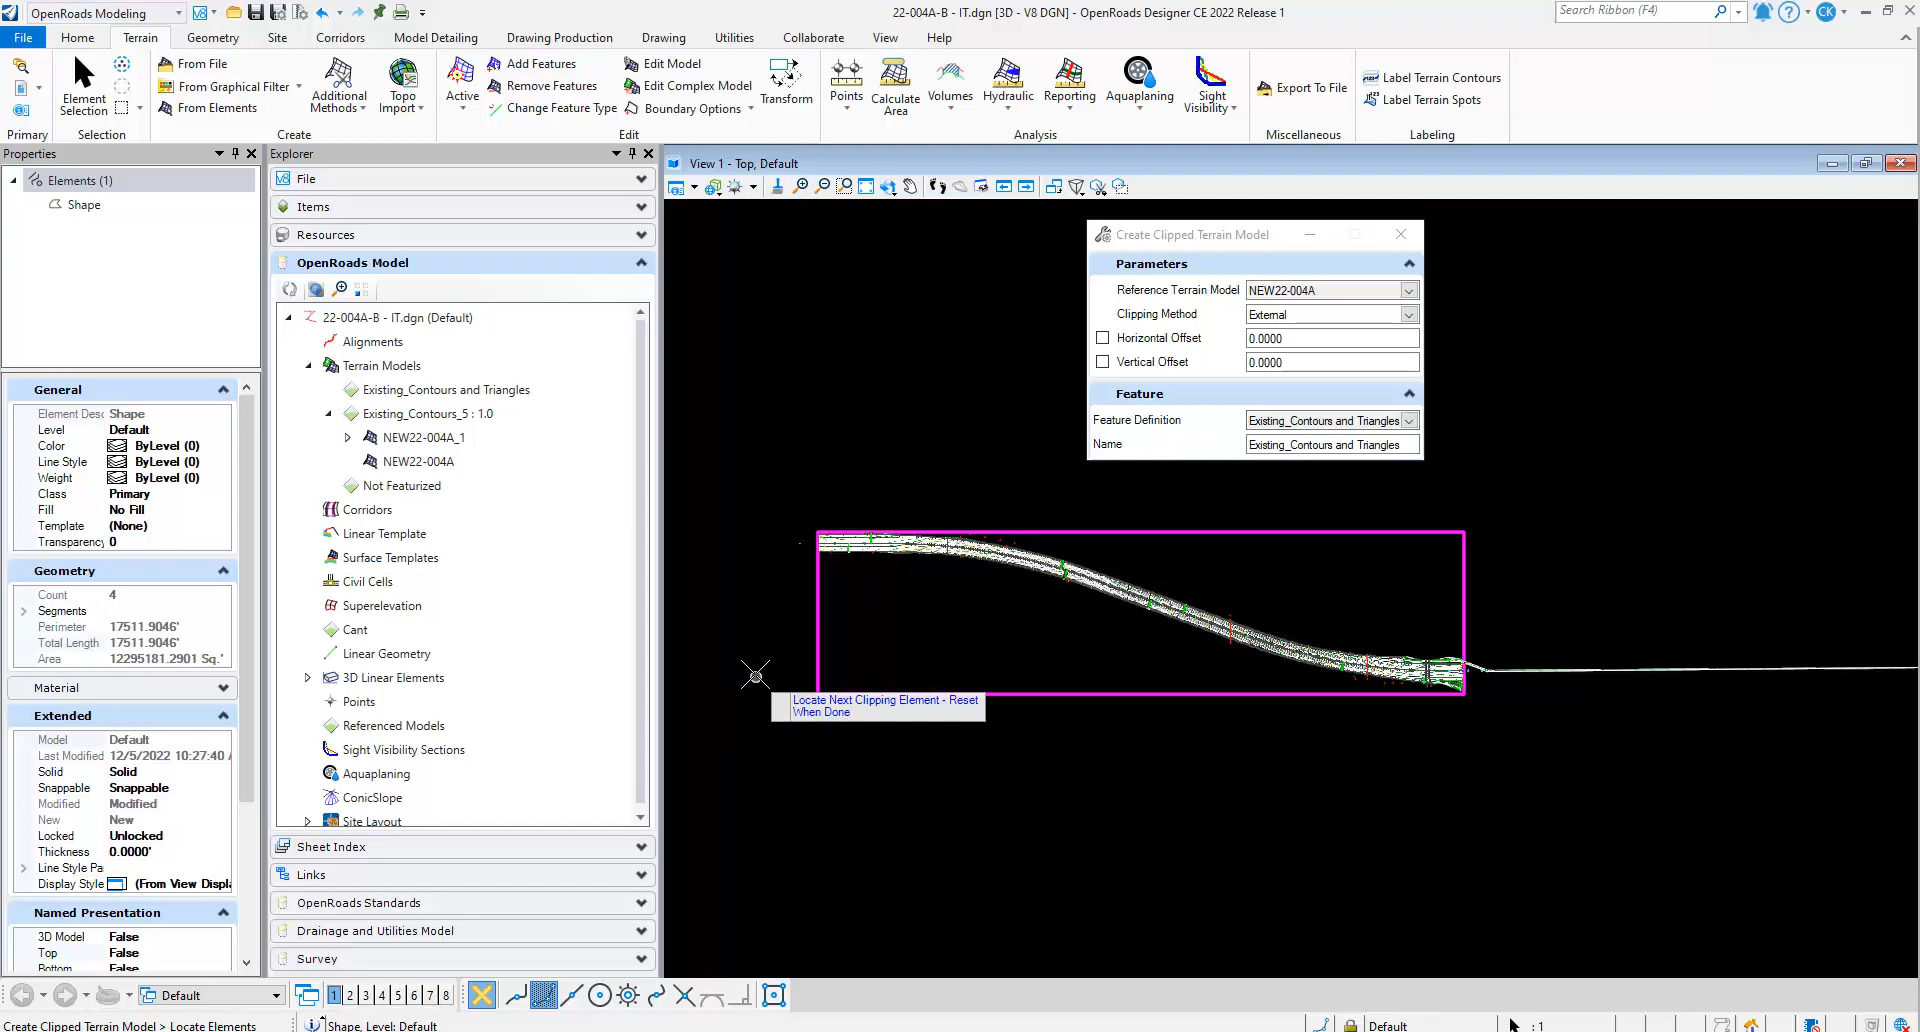 OpenRoads Modeling
22-004A-B - IT.dgn [3D - V8 DGN] - OpenRoads Designer CE 2022 Release 1
Search Ribbon (F4)
CK
File Home Terrain Geometry Site Corridors Model Detailing Drawing Production Drawing Utilities Collaborate View Help
Element Selection
From File
From Graphical Filter
From Elements
Additional Methods
Topo Import
Active
Add Features
Remove Features
Change Feature Type
Edit Model
Edit Complex Model
Boundary Options
Transform
Points
Calculate Area
Volumes
Hydraulic
Reporting
Aquaplaning
Sight Visibility
Export To File
Label Terrain Contours
Label Terrain Spots
Primary Selection Create Edit Analysis Miscellaneous Labeling
Properties
Elements (1)
Shape
General
Element Desc Shape
Level Default
Color ByLevel (0)
Line Style ByLevel (0)
Weight ByLevel (0)
Class Primary
Fill No Fill
Template (None)
Transparency 0
Geometry
Count 4
Segments
Perimeter 17511.9046'
Total Length 17511.9046'
Area 12295181.2901 Sq.'
Material
Extended
Model Default
Last Modified 12/5/2022 10:27:40 A
Solid Solid
Snappable Snappable
Modified Modified
New New
Locked Unlocked
Thickness 0.0000'
Line Style Pa
Display Style (From View Displa
Named Presentation
3D Model False
Top False
Bottom False
Explorer
File
Items
Resources
OpenRoads Model
22-004A-B - IT.dgn (Default)
Alignments
Terrain Models
Existing_Contours and Triangles
Existing_Contours_5 : 1.0
NEW22-004A_1
NEW22-004A
Not Featurized
Corridors
Linear Template
Surface Templates
Civil Cells
Superelevation
Cant
Linear Geometry
3D Linear Elements
Points
Referenced Models
Sight Visibility Sections
Aquaplaning
ConicSlope
Site Layout
Sheet Index
Links
OpenRoads Standards
Drainage and Utilities Model
Survey
View 1 - Top, Default
Create Clipped Terrain Model
Parameters
Reference Terrain Model NEW22-004A
Clipping Method External
Horizontal Offset 0.0000
Vertical Offset 0.0000
Feature
Feature Definition Existing_Contours and Triangles
Name Existing_Contours and Triangles
Locate Next Clipping Element - Reset
When Done
Default
1 2 3 4 5 6 7 8
Create Clipped Terrain Model > Locate Elements
Shape, Level: Default
Default
: 1